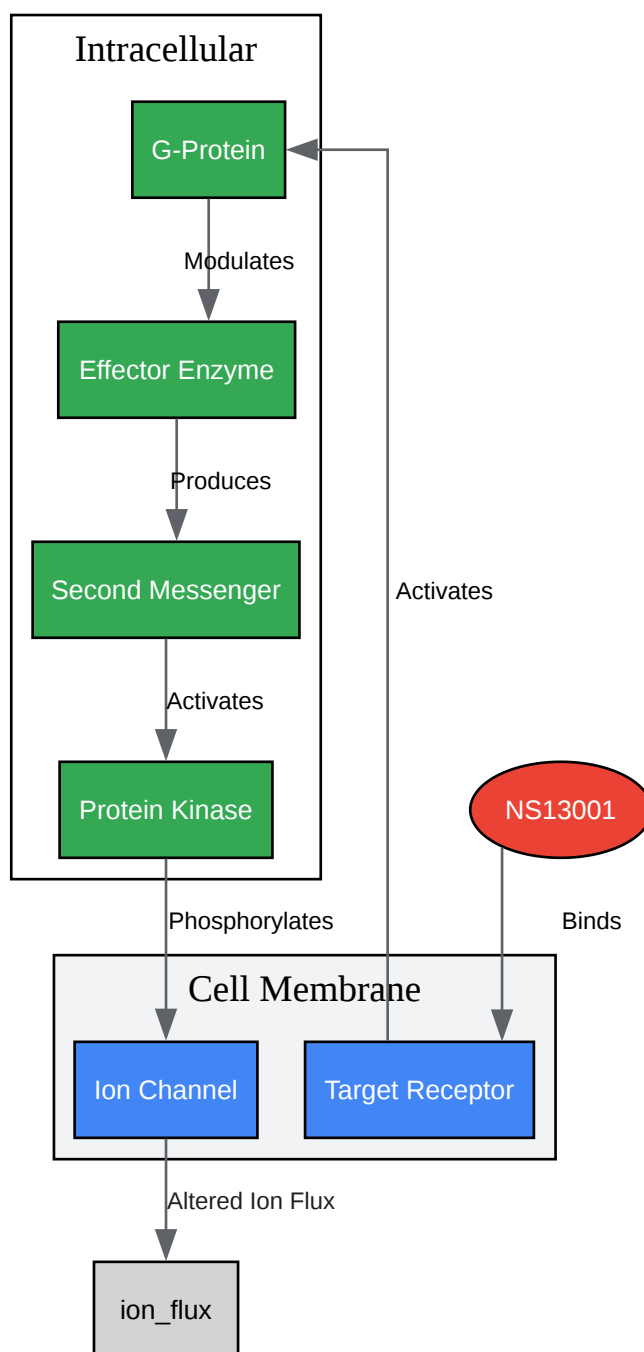 Intracellular
G-Protein
Modulates
Effector Enzyme
Produces
Second Messenger
Activates
Activates
Protein Kinase
NS13001
Phosphorylates
Binds
Cell Membrane
Ion Channel
Target Receptor
Altered Ion Flux
ion_flux